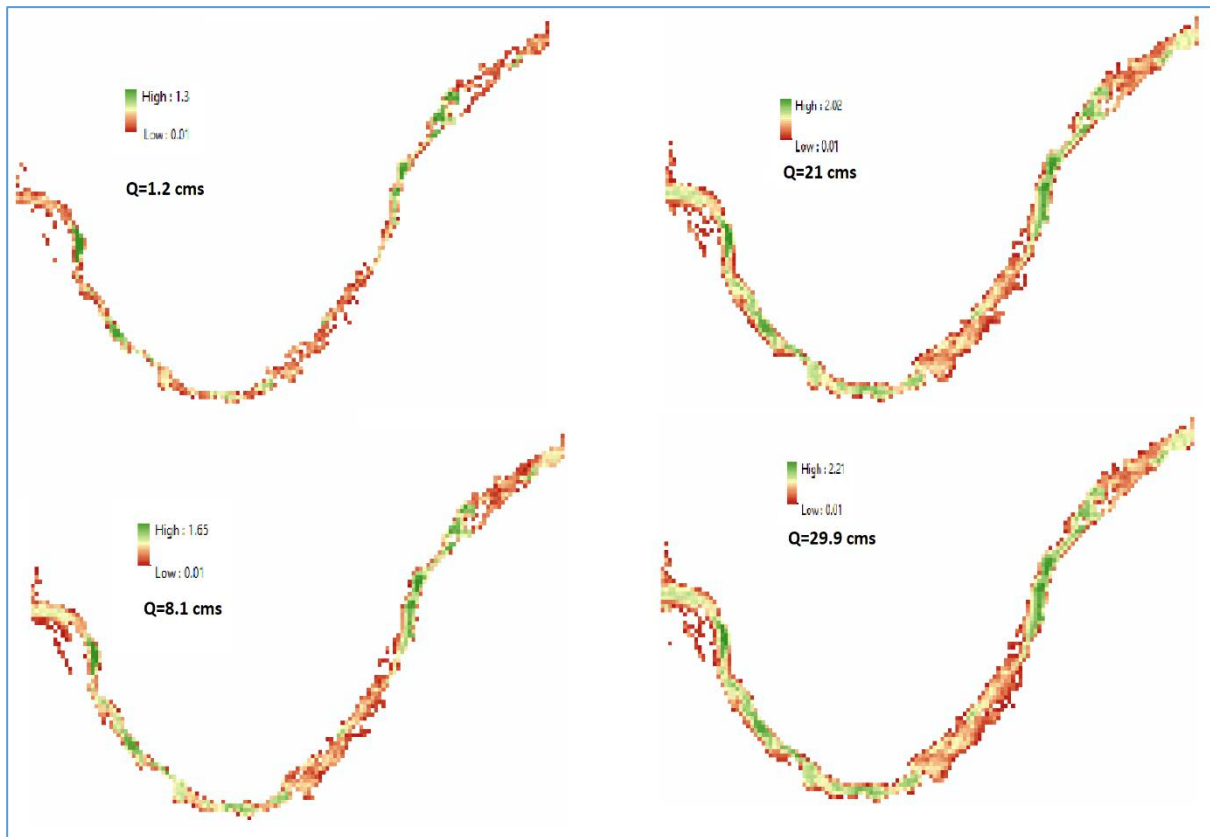 High : 1.3
Low : 0.01
Q=1.2 cms
High : 2.02
Low : 0.01
Q=21 cms
High : 1.65
Low : 0.01
Q=8.1 cms
High : 2.21
Low : 0.01
Q=29.9 cms